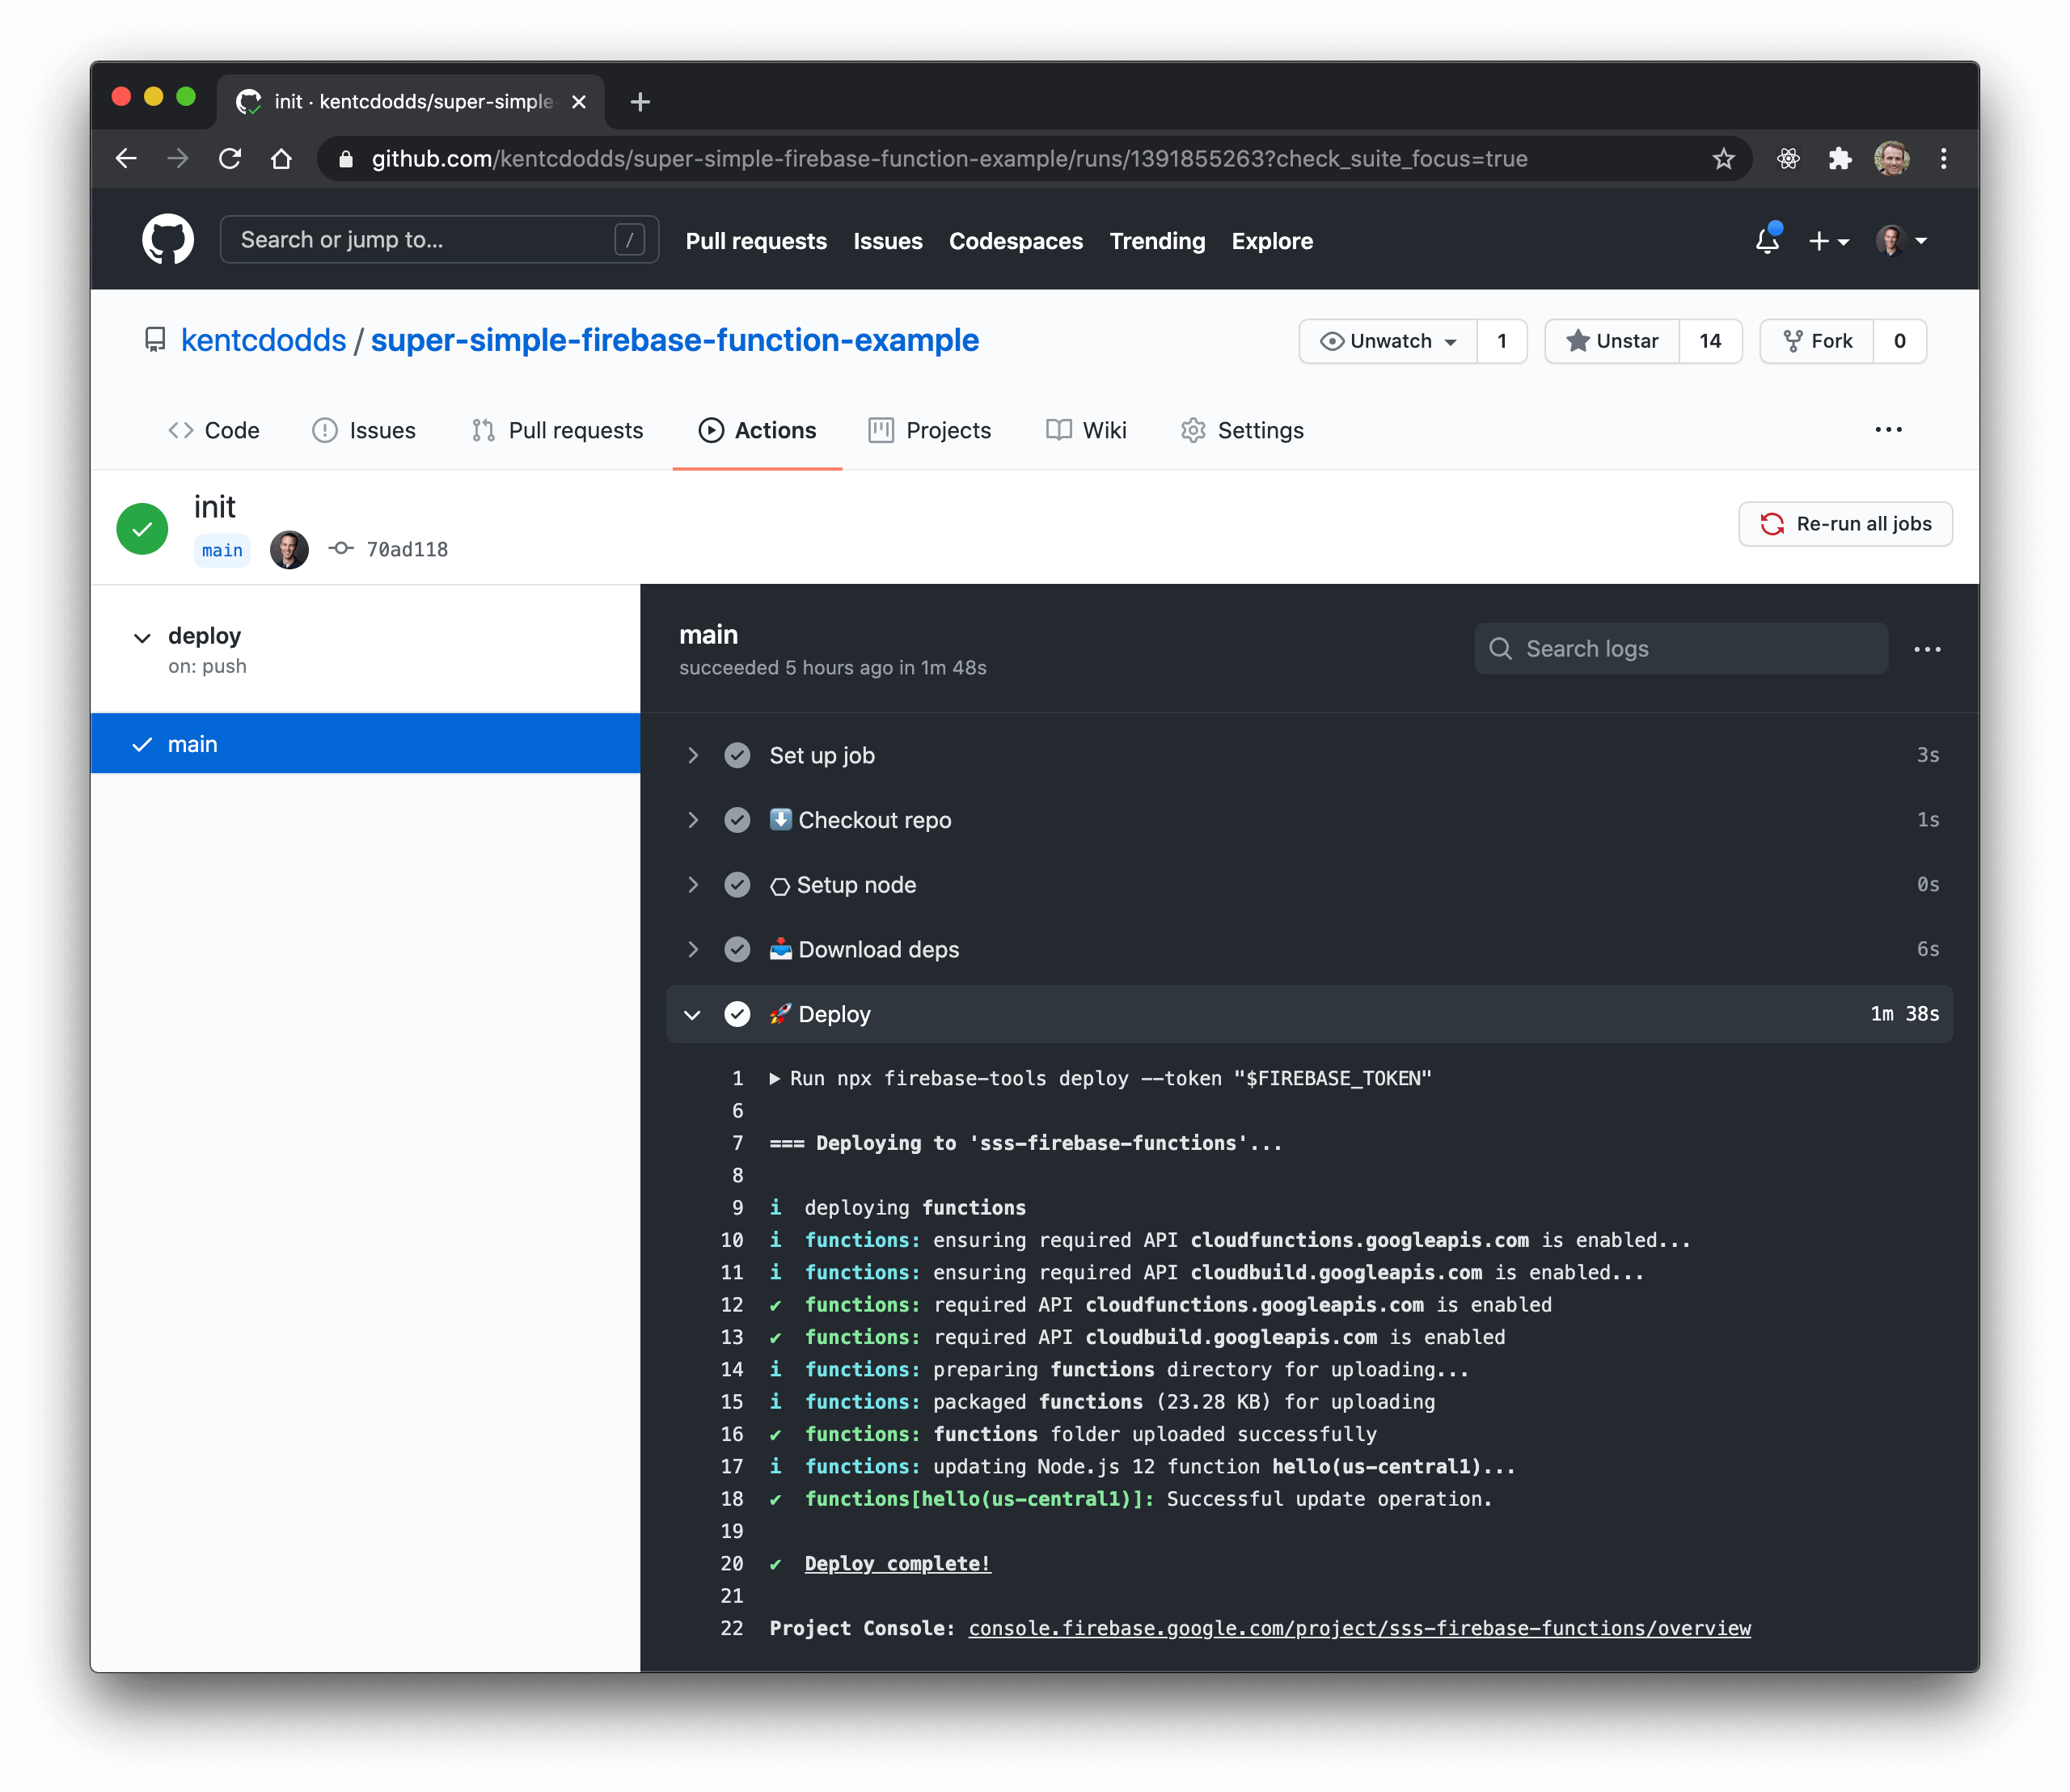 init · kentcdodds/super-simple
github.com/kentcdodds/super-simple-firebase-function-example/runs/1391855263?check_suite_focus=true
Search or jump to... / Pull requests Issues Codespaces Trending Explore
kentcdodds / super-simple-firebase-function-example Unwatch 1 Unstar 14 Fork 0
Code Issues Pull requests Actions Projects Wiki Settings
init
main 70ad118 Re-run all jobs
deploy
on: push
main
main
succeeded 5 hours ago in 1m 48s
Search logs
Set up job 3s
Checkout repo 1s
Setup node 0s
Download deps 6s
Deploy 1m 38s
1 ▶ Run npx firebase-tools deploy --token "$FIREBASE_TOKEN"
6
7 === Deploying to 'sss-firebase-functions'...
8
9 i deploying functions
10 i functions: ensuring required API cloudfunctions.googleapis.com is enabled...
11 i functions: ensuring required API cloudbuild.googleapis.com is enabled...
12 ✔ functions: required API cloudfunctions.googleapis.com is enabled
13 ✔ functions: required API cloudbuild.googleapis.com is enabled
14 i functions: preparing functions directory for uploading...
15 i functions: packaged functions (23.28 KB) for uploading
16 ✔ functions: functions folder uploaded successfully
17 i functions: updating Node.js 12 function hello(us-central1)...
18 ✔ functions[hello(us-central1)]: Successful update operation.
19
20 ✔ Deploy complete!
21
22 Project Console: console.firebase.google.com/project/sss-firebase-functions/overview